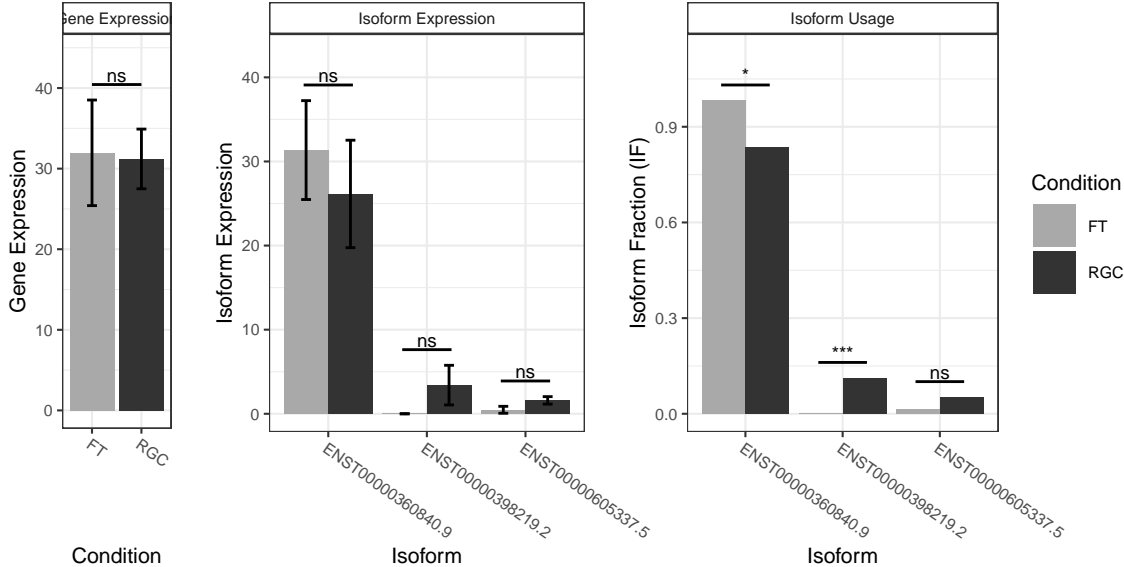 Gene Expression
Gene Expression
40
30
20
10
0
ns
FT
RGC
Condition
Isoform Expression
Isoform Expression
40
30
20
10
0
ns
ns
ns
ENST00000360840.9
ENST00000398219.2
ENST00000605337.5
Isoform
Isoform Usage
Isoform Fraction (IF)
0.9
0.6
0.3
0.0
*
***
ns
ENST00000360840.9
ENST00000398219.2
ENST00000605337.5
Isoform
Condition
FT
RGC